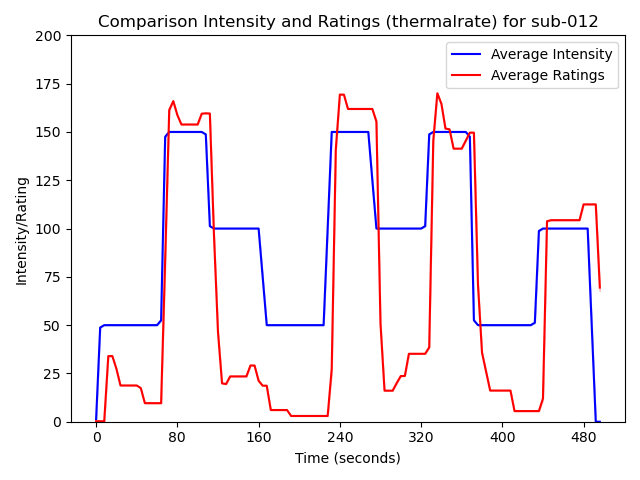 Comparison Intensity and Ratings (thermalrate) for sub-012
Average Intensity
Average Ratings
Intensity/Rating
200
175
150
125
100
75
50
25
0
0 80 160 240 320 400 480
Time (seconds)